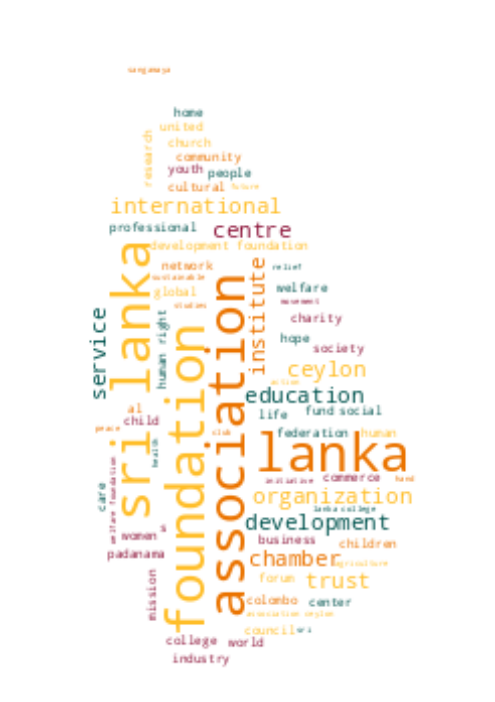 sangamaya
home
united
church
research
community
youth people
cultural future
international
professional centre
development foundation
network relief
sustainable
global welfare
studies movement
sri lanka
foundation
association
institute
service
human right
charity
hope
society
ceylon
action
education
al
child
life fund social
peace
club
federation human
health
lanka
care
welfare foundation
initiative commerce hand
organization
lanka college
women
development
padanama
business children
chamber agriculture
forum trust
mission
colombo center
association ceylon
council sri
college world
industry